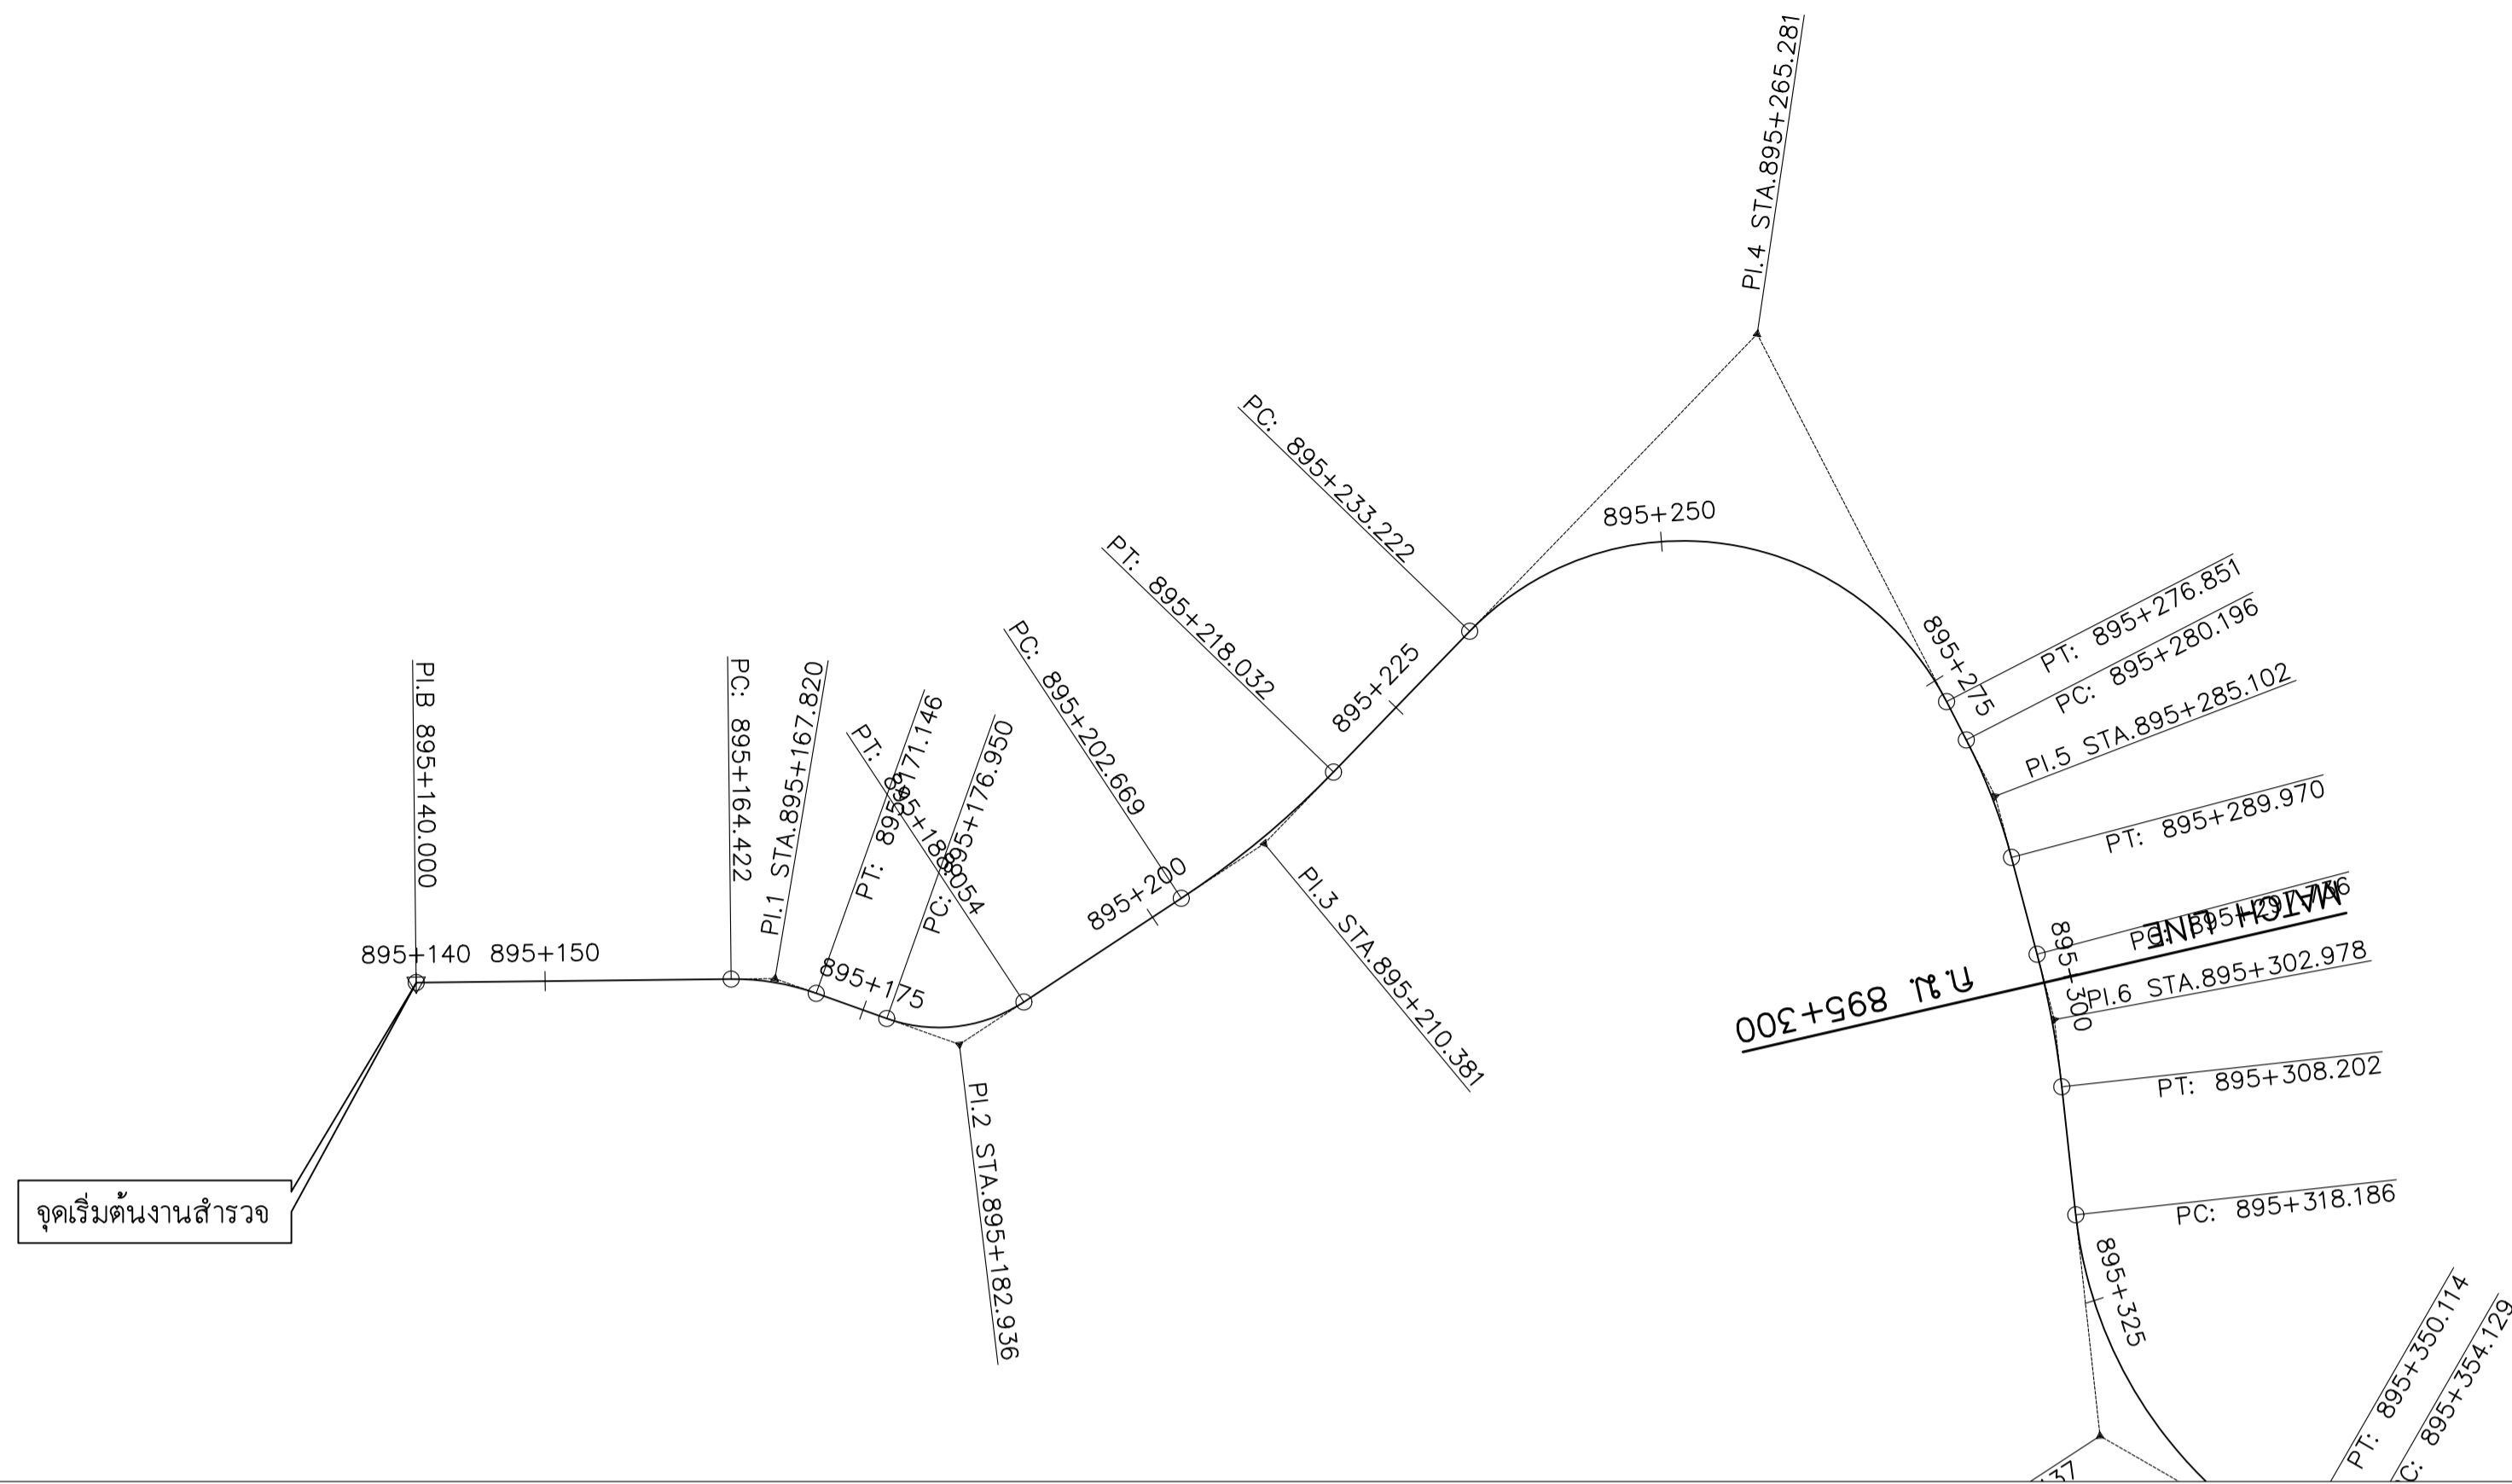 PI.4 STA.895+265.281
PC: 895+233.222
895+250
PT: 895+218.032
PT: 895+276.851
PC: 895+280.196
895+275
PI.5 STA.895+285.102
PC: 895+202.669
895+225
PI.B 895+140.000
PC: 895+164.422
PI.1 STA.895+167.820
PT: 895+171.146
PC: 895+176.950
PT: 895+189.054
PT: 895+289.970
895+200
PI.3 STA.895+210.381
MATCH LINE
895+140
895+150
895+175
895+300
PI.6 STA.895+302.978
ก.ม. 895+300
PT: 895+308.202
PI.2 STA.895+182.936
จุดเริ่มต้นงานสำรวจ
PC: 895+318.186
895+325
PT: 895+350.114
C: 895+354.129